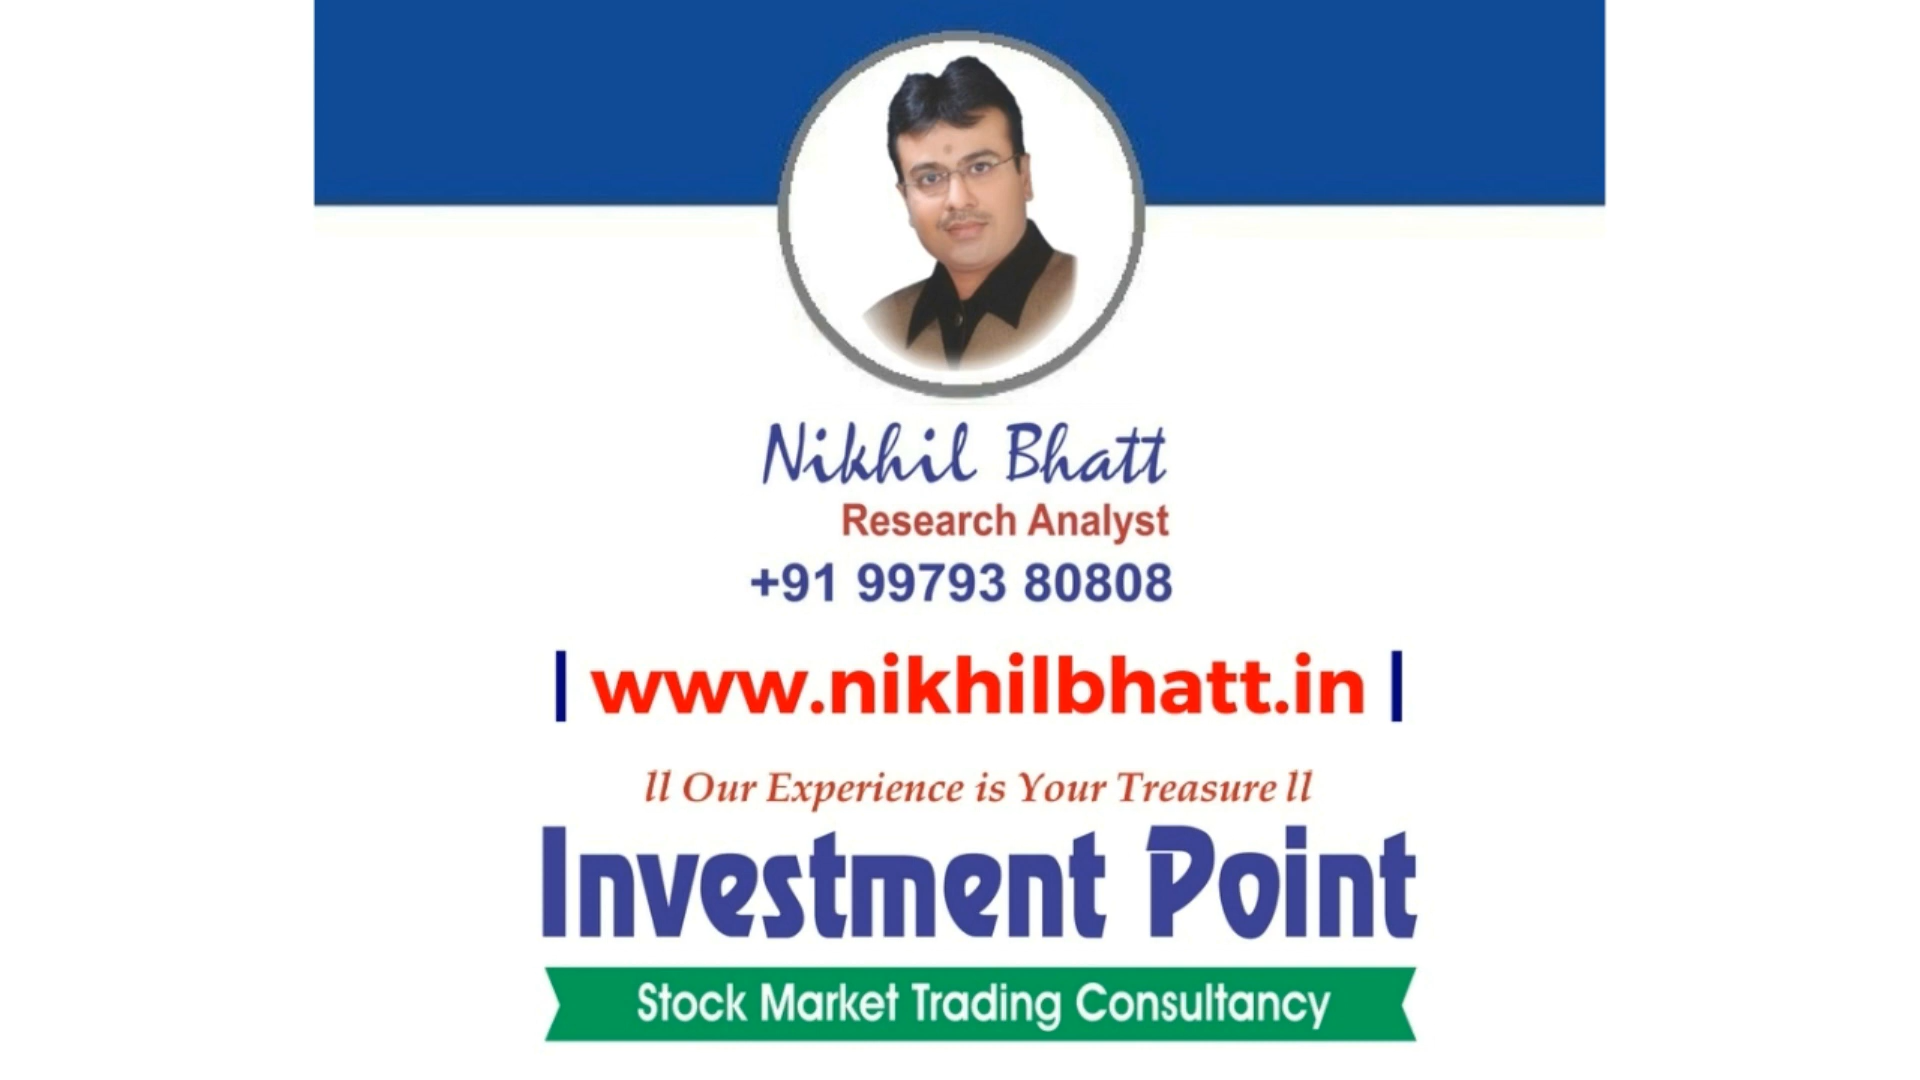 Nikhil Bhatt
Research Analyst
+91 99793 80808
| www.nikhilbhatt.in |
ll Our Experience is Your Treasure ll
Investment Point
Stock Market Trading Consultancy